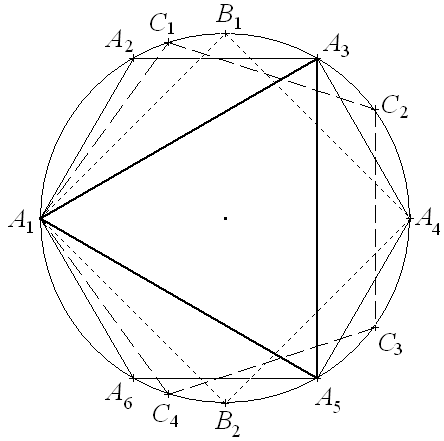 B₁
C₁
A₂ A₃
C₂
A₁ A₄
C₃
A₆ A₅
C₄ B₂